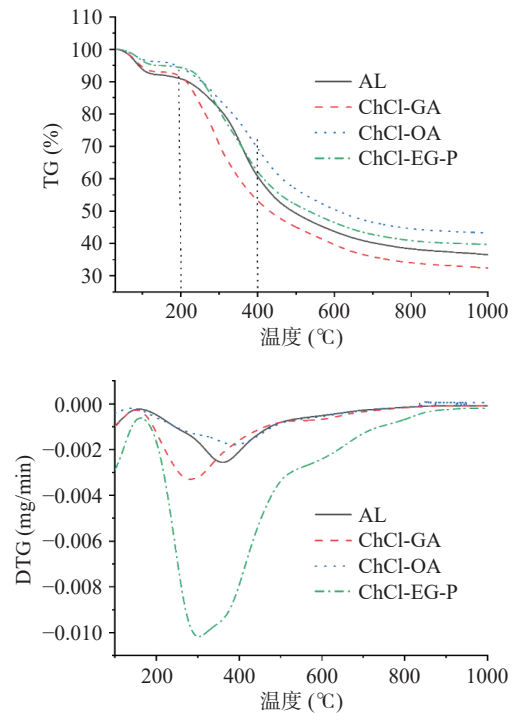 100
90
80
70
60
50
40
30
TG (%)
AL
ChCl-GA
ChCl-OA
ChCl-EG-P
200
400
600
800
1000
温度 (℃)
0.000
−0.002
−0.004
−0.006
−0.008
−0.010
DTG (mg/min)
AL
ChCl-GA
ChCl-OA
ChCl-EG-P
200
400
600
800
1000
温度 (℃)